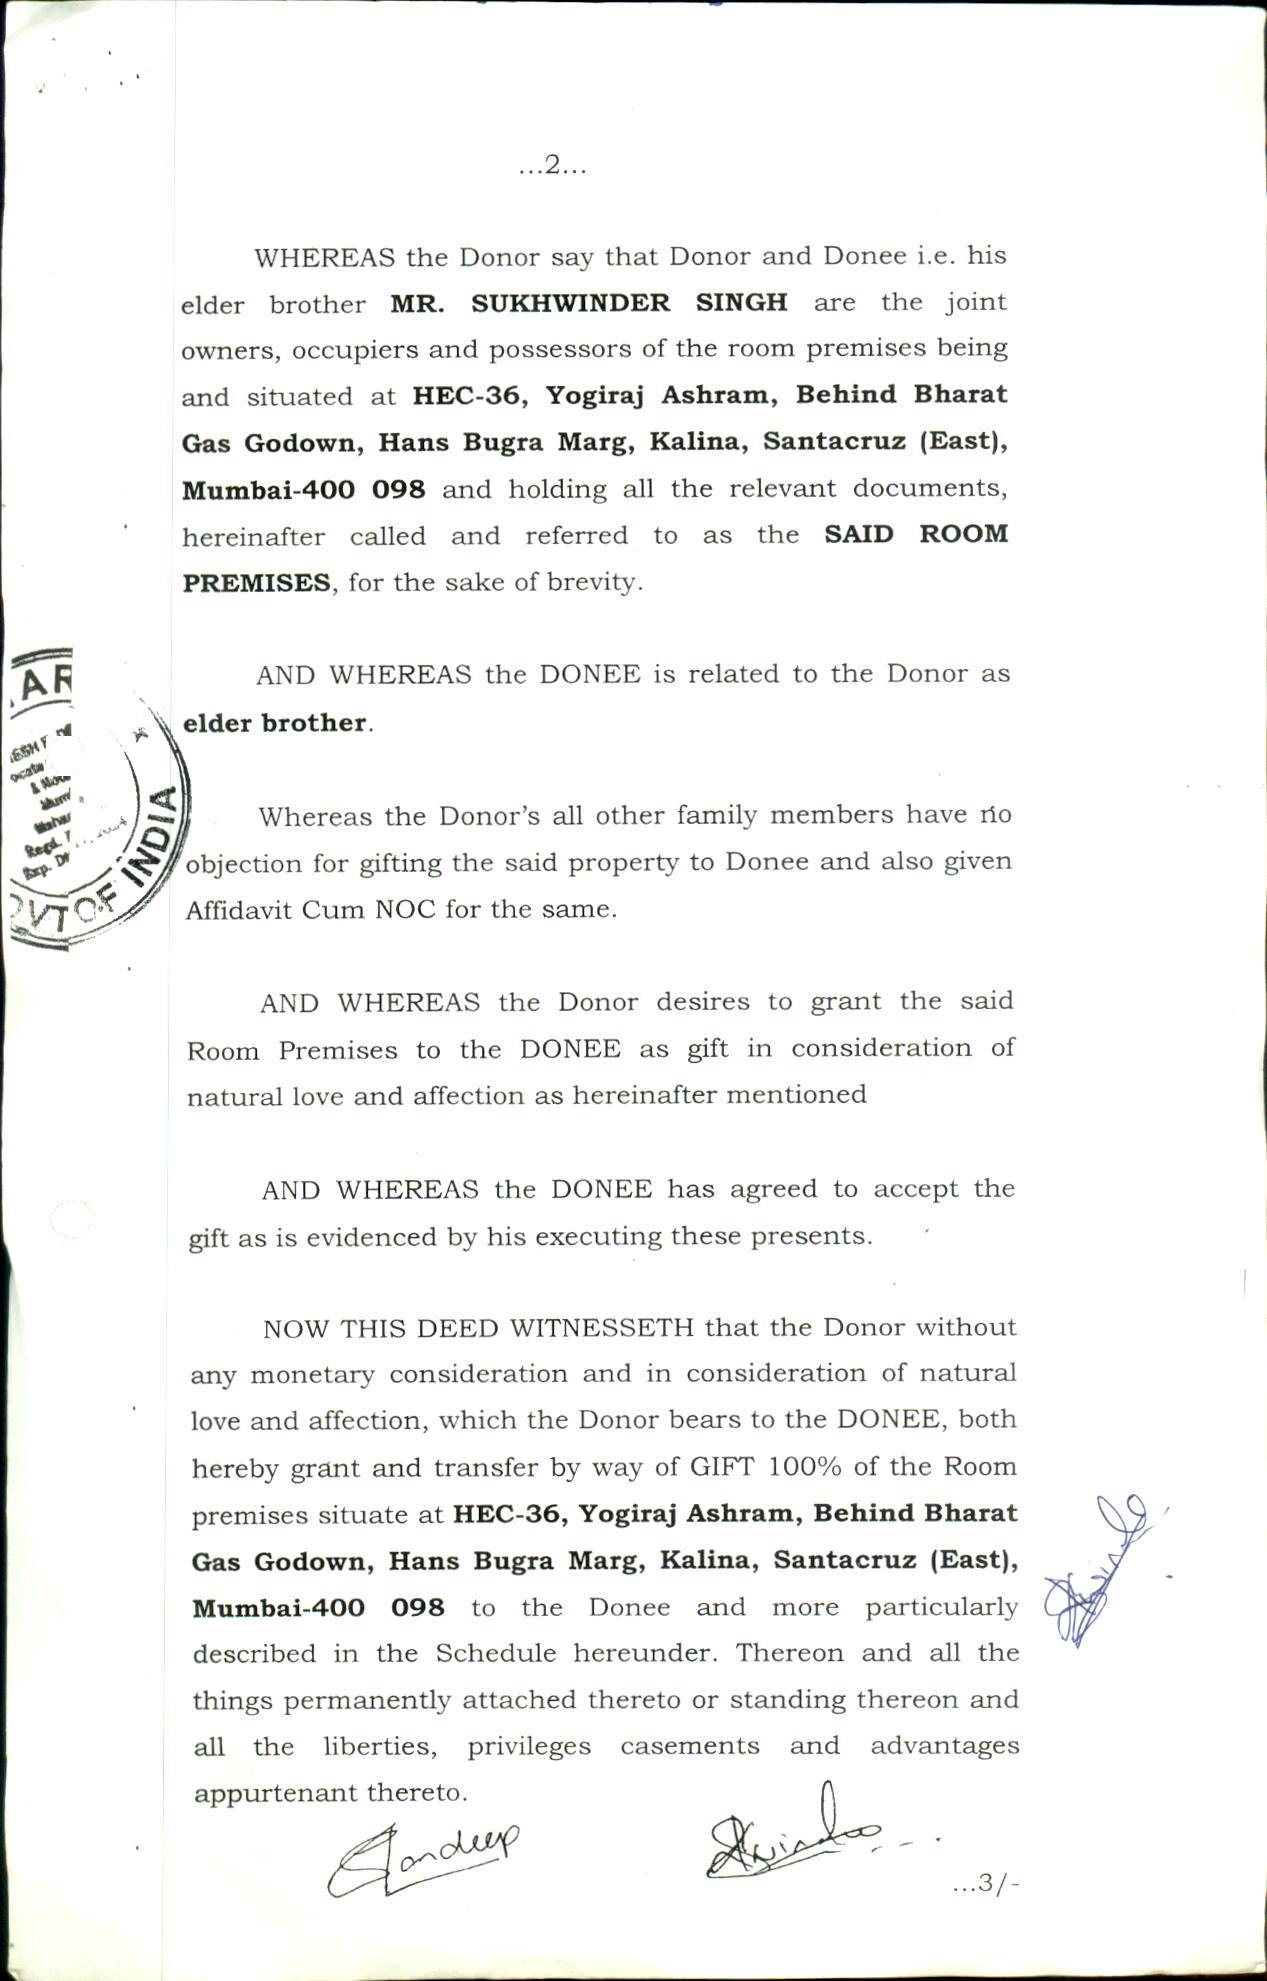 ...2...
WHEREAS the Donor say that Donor and Donee i.e. his
elder brother MR. SUKHWINDER SINGH are the joint
owners, occupiers and possessors of the room premises being
and situated at HEC-36, Yogiraj Ashram, Behind Bharat
Gas Godown, Hans Bugra Marg, Kalina, Santacruz (East),
Mumbai-400 098 and holding all the relevant documents,
hereinafter called and referred to as the SAID ROOM
PREMISES, for the sake of brevity.
AND WHEREAS the DONEE is related to the Donor as
elder brother.
Whereas the Donor's all other family members have no
objection for gifting the said property to Donee and also given
Affidavit Cum NOC for the same.
AND WHEREAS the Donor desires to grant the said
Room Premises to the DONEE as gift in consideration of
natural love and affection as hereinafter mentioned
AND WHEREAS the DONEE has agreed to accept the
gift as is evidenced by his executing these presents.
NOW THIS DEED WITNESSETH that the Donor without
any monetary consideration and in consideration of natural
love and affection, which the Donor bears to the DONEE, both
hereby grant and transfer by way of GIFT 100% of the Room
premises situate at HEC-36, Yogiraj Ashram, Behind Bharat
Gas Godown, Hans Bugra Marg, Kalina, Santacruz (East),
Mumbai-400 098 to the Donee and more particularly
described in the Schedule hereunder. Thereon and all the
things permanently attached thereto or standing thereon and
all the liberties, privileges casements and advantages
appurtenant thereto.
Sandeep
...3/-
AR
Regd.
Exp. D
OVT OF INDIA